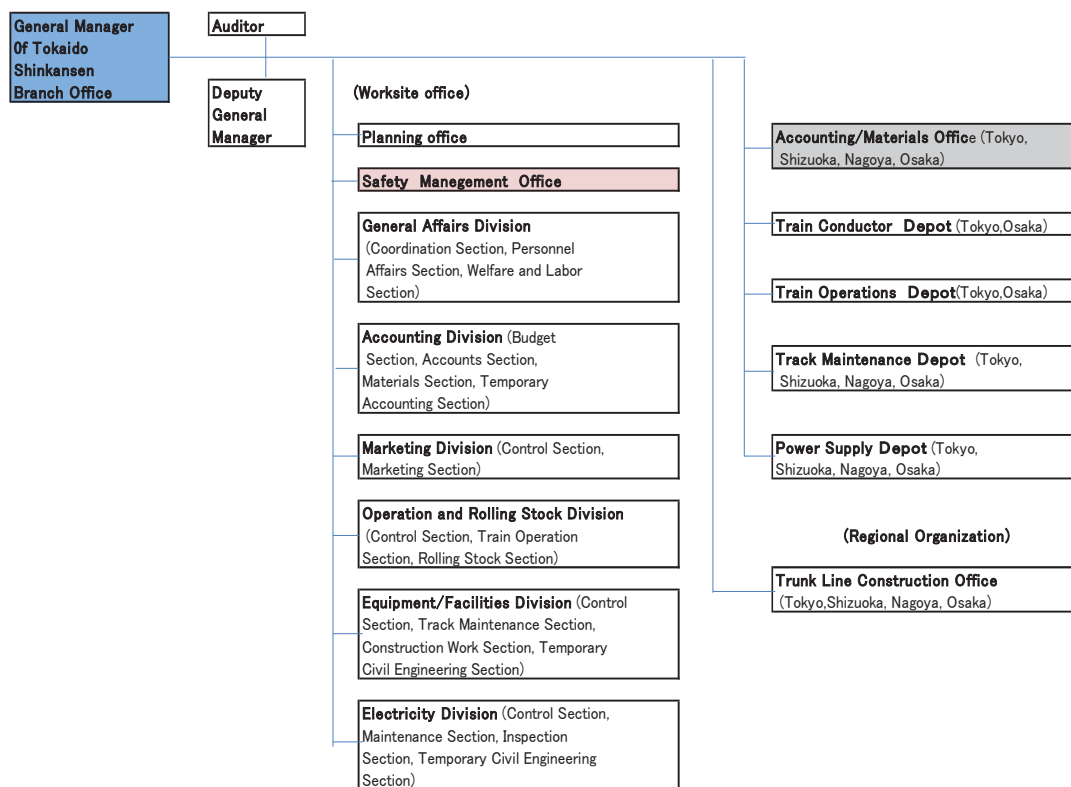 General Manager
0f Tokaido
Shinkansen
Branch Office
Auditor
Deputy
General
Manager
(Worksite office)
Planning office
Safety Manegement Office
General Affairs Division
(Coordination Section, Personnel
Affairs Section, Welfare and Labor
Section)
Accounting Division (Budget
Section, Accounts Section,
Materials Section, Temporary
Accounting Section)
Marketing Division (Control Section,
Marketing Section)
Operation and Rolling Stock Division
(Control Section, Train Operation
Section, Rolling Stock Section)
Equipment/Facilities Division (Control
Section, Track Maintenance Section,
Construction Work Section, Temporary
Civil Engineering Section)
Electricity Division (Control Section,
Maintenance Section, Inspection
Section, Temporary Civil Engineering
Section)
Accounting/Materials Office (Tokyo,
Shizuoka, Nagoya, Osaka)
Train Conductor Depot (Tokyo,Osaka)
Train Operations Depot(Tokyo,Osaka)
Track Maintenance Depot (Tokyo,
Shizuoka, Nagoya, Osaka)
Power Supply Depot (Tokyo,
Shizuoka, Nagoya, Osaka)
(Regional Organization)
Trunk Line Construction Office
(Tokyo,Shizuoka, Nagoya, Osaka)